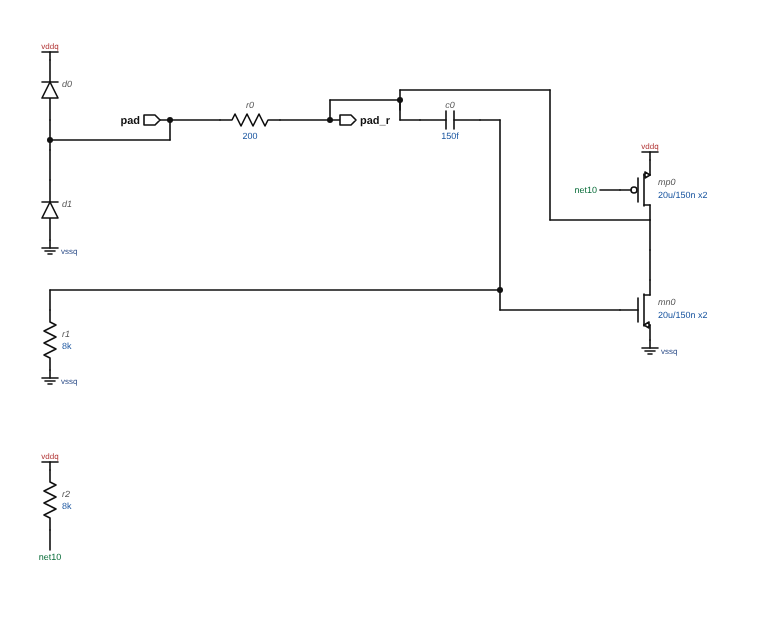 vddq
d0
r0
c0
pad
pad_r
200
150f
vddq
mp0
net10
20u/150n x2
d1
vssq
mn0
20u/150n x2
r1
8k
vssq
vssq
vddq
r2
8k
net10